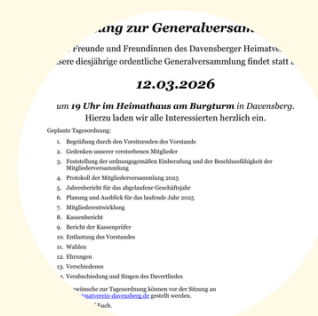 zur Generalversam
Freunde und Freundinnen des Davensberger Heimatve
sere diesjährige ordentliche Generalversammlung findet statt
12.03.2026
um 19 Uhr im Heimathaus am Burgturm in Davensberg.
Hierzu laden wir alle Interessierten herzlich ein.
Geplante Tagesordnung:
1. Begrüßung durch den Vorsitzenden des Vorstands
2. Gedenken unserer verstorbenen Mitglieder
3. Feststellung der ordnungsgemäßen Einberufung und der Beschlussfähigkeit der
Mitgliederversammlung
4. Protokoll der Mitgliederversammlung 2025
5. Jahresbericht für das abgelaufene Geschäftsjahr
6. Planung und Ausblick für das laufende Jahr 2025
7. Mitgliederentwicklung
8. Kassenbericht
9. Bericht der Kassenprüfer
10. Entlastung des Vorstandes
11. Wahlen
12. Ehrungen
13. Verschiedenes
Verabschiedung und Singen des Davertliedes
wünsche zur Tagesordnung können vor der Sitzung an
atverein-davensberg.de gestellt werden.
Euch.